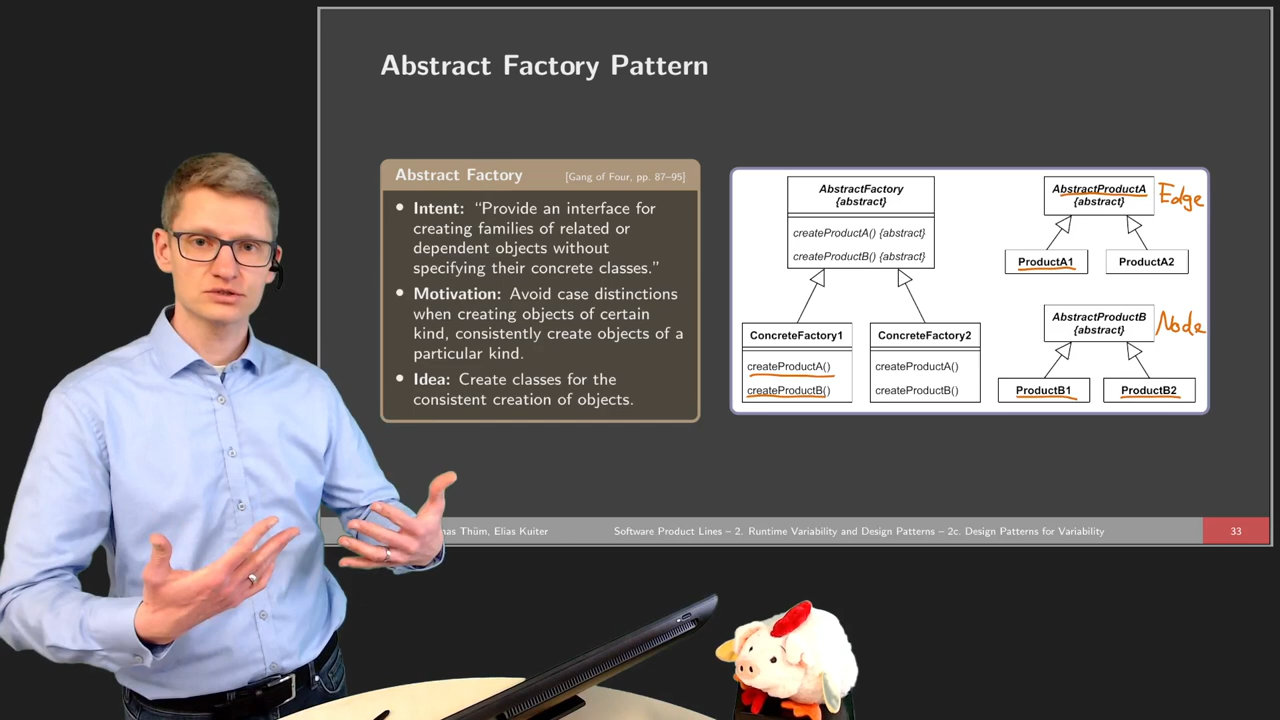 Abstract Factory Pattern
Abstract Factory [Gang of Four, pp. 87–95]
• Intent: “Provide an interface for
creating families of related or
dependent objects without
specifying their concrete classes.”
• Motivation: Avoid case distinctions
when creating objects of certain
kind, consistently create objects of a
particular kind.
• Idea: Create classes for the
consistent creation of objects.
AbstractFactory
{abstract}
createProductA() {abstract}
createProductB() {abstract}
ConcreteFactory1
createProductA()
createProductB()
ConcreteFactory2
createProductA()
createProductB()
AbstractProductA
{abstract}
Edge
ProductA1
ProductA2
AbstractProductB
{abstract}
Node
ProductB1
ProductB2
Thüm, Elias Kuiter
Software Product Lines – 2. Runtime Variability and Design Patterns – 2c. Design Patterns for Variability
33